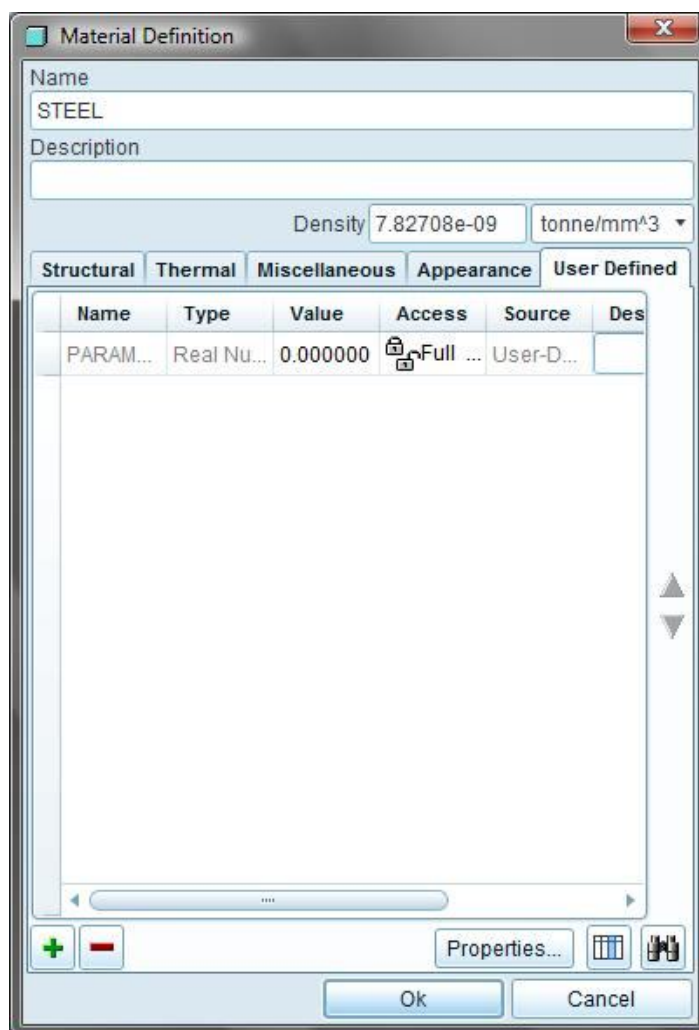 Material Definition
Name
STEEL
Description
Density 7.82708e-09 tonne/mm^3
Structural Thermal Miscellaneous Appearance User Defined
Name Type Value Access Source Des
PARAM... Real Nu... 0.000000 Full ... User-D...
Properties...
Ok Cancel